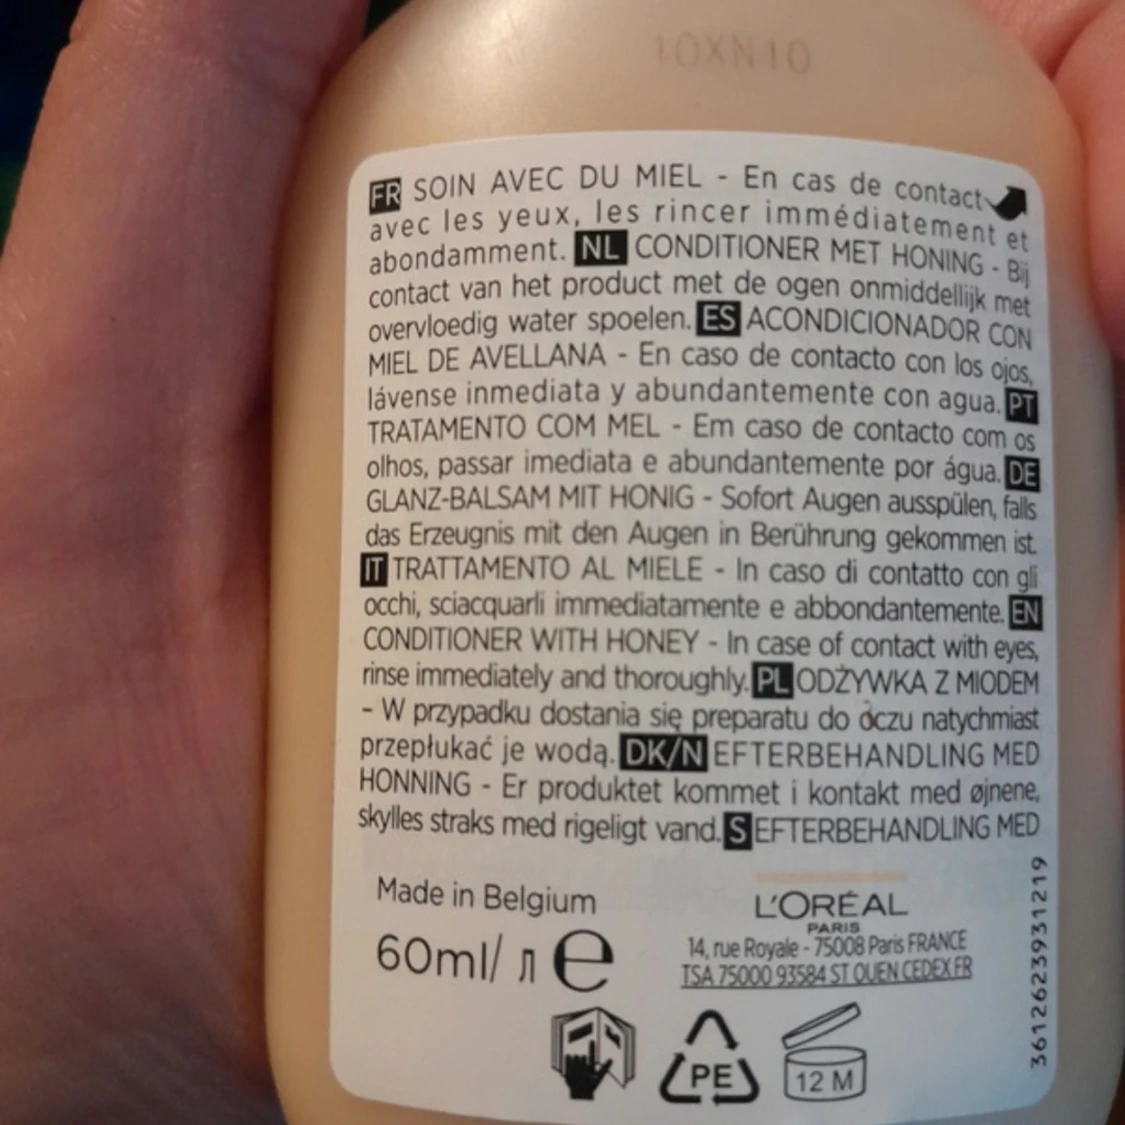 10XN10
FR SOIN AVEC DU MIEL - En cas de contact
avec les yeux, les rincer immédiatement et
abondamment. NL CONDITIONER MET HONING - Bij
contact van het product met de ogen onmiddellijk met
overvloedig water spoelen. ES ACONDICIONADOR CON
MIEL DE AVELLANA - En caso de contacto con los ojos,
lávense inmediata y abundantemente con agua. PT
TRATAMENTO COM MEL - Em caso de contacto com os
olhos, passar imediata e abundantemente por água. DE
GLANZ-BALSAM MIT HONIG - Sofort Augen ausspülen, falls
das Erzeugnis mit den Augen in Berührung gekommen ist.
IT TRATTAMENTO AL MIELE - In caso di contatto con gli
occhi, sciacquarli immediatamente e abbondantemente. EN
CONDITIONER WITH HONEY - In case of contact with eyes,
rinse immediately and thoroughly. PL ODŻYWKA Z MIODEM
- W przypadku dostania się preparatu do oczu natychmiast
przepłukać je wodą. DK/N EFTERBEHANDLING MED
HONNING - Er produktet kommet i kontakt med øjnene,
skylles straks med rigeligt vand. S EFTERBEHANDLING MED
Made in Belgium
60ml/ л e
L'ORÉAL
PARIS
14, rue Royale - 75008 Paris FRANCE
TSA 75000 93584 ST OUEN CEDEX FR
3612623931219
PE
12 M